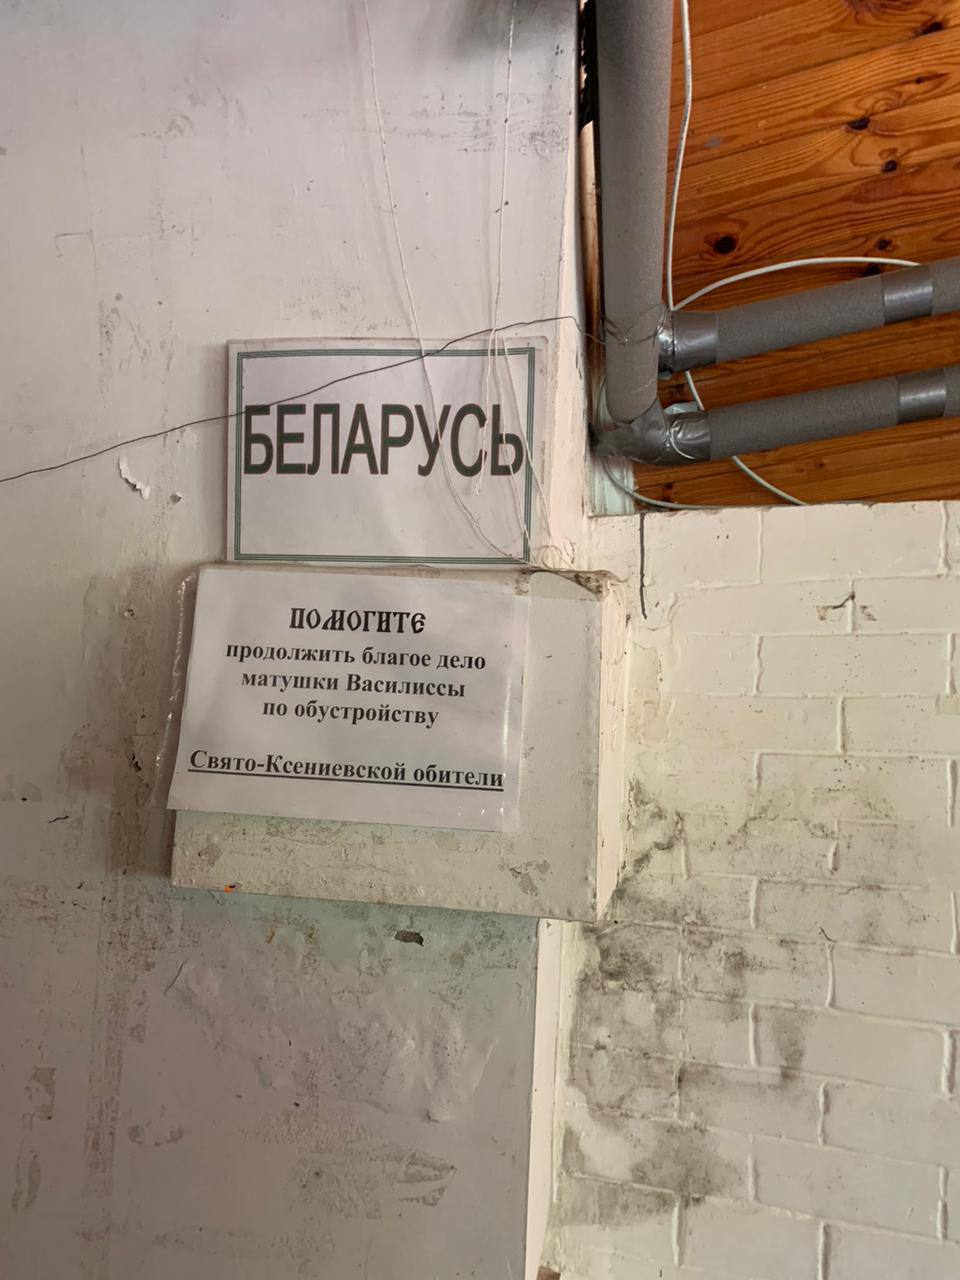 БЕЛАРУСЬ
ПОМОГИТЕ
продолжить благое дело
матушки Василиссы
по обустройству
Свято-Ксениевской обители